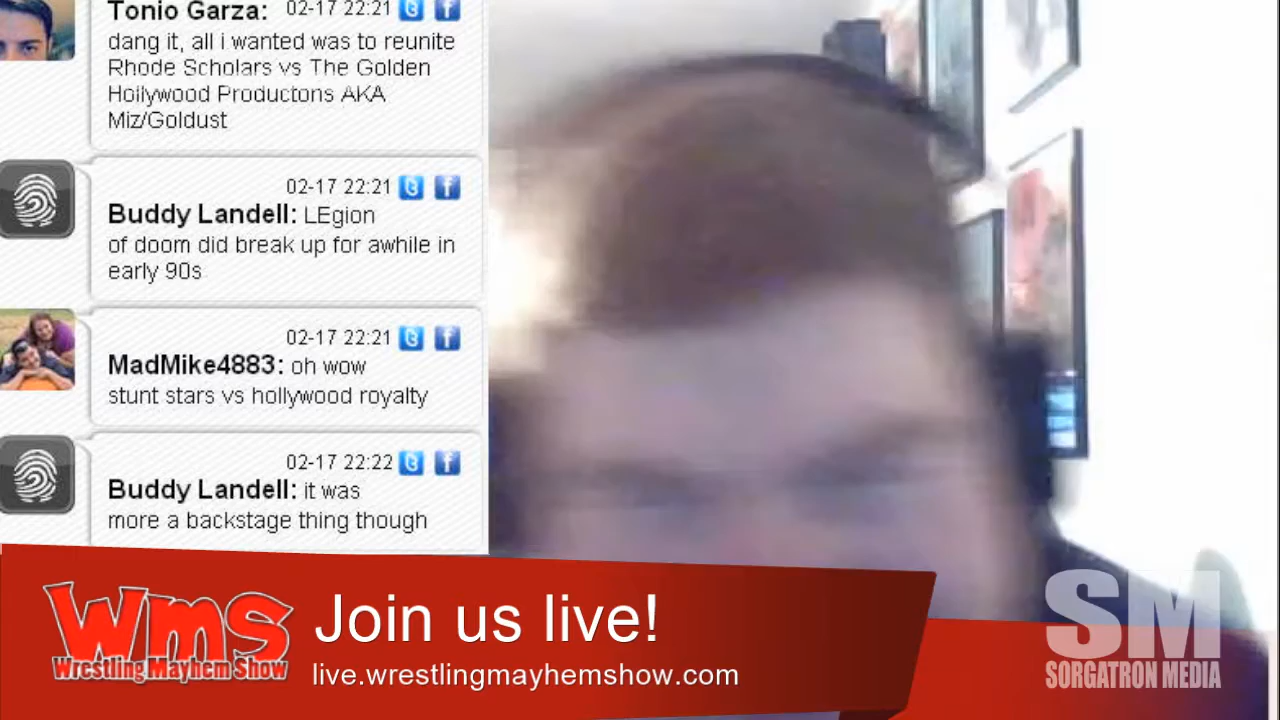 Tonio Garza: 02-17 22:21
dang it, all i wanted was to reunite
Rhode Scholars vs The Golden
Hollywood Productons AKA
Miz/Goldust
02-17 22:21
Buddy Landell: LEgion
of doom did break up for awhile in
early 90s
02-17 22:21
MadMike4883: oh wow
stunt stars vs hollywood royalty
02-17 22:22
Buddy Landell: it was
more a backstage thing though
Wms
Wrestling Mayhem Show
Join us live!
live.wrestlingmayhemshow.com
SM
SORGATRON MEDIA